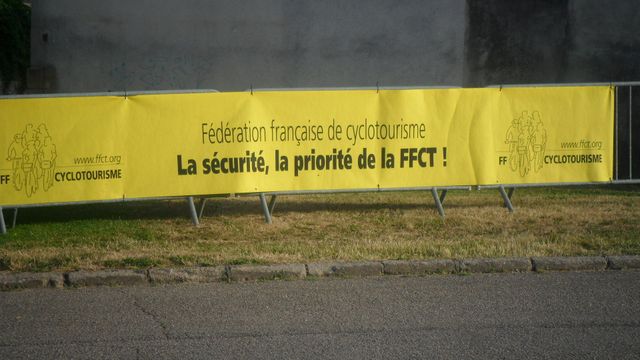 www.ffct.org
FF CYCLOTOURISME
Fédération française de cyclotourisme
La sécurité, la priorité de la FFCT !
www.ffct.org
FF CYCLOTOURISME